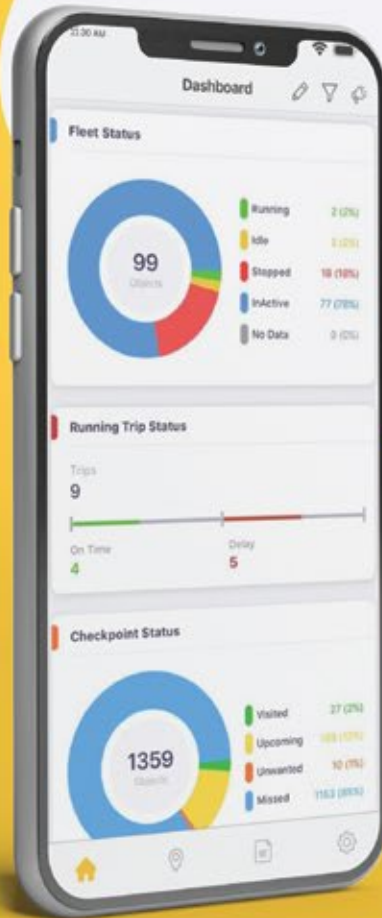 Dashboard
Fleet Status
99
Objects
Running 2 (2%)
Idle
Stopped 18 (18%)
InActive 77 (78%)
No Data 0 (0%)
Running Trip Status
Trips
9
On Time
4
Delay
5
Checkpoint Status
1359
Objects
Visited 27 (2%)
Upcoming
Unwanted 10 (1%)
Missed 1163